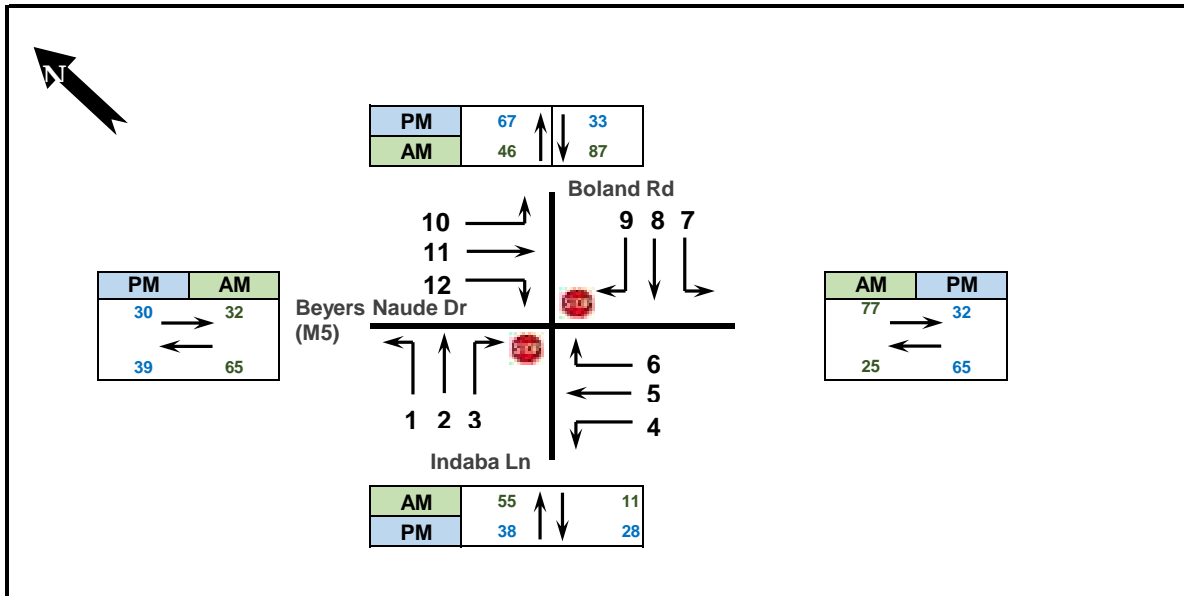 N
PM 67 33
AM 46 87
Boland Rd
10 9 8 7
11
12
PM AM
30 32
39 65
Beyers Naude Dr
(M5)
STOP
STOP
AM PM
77 32
25 65
6
5
1 2 3 4
Indaba Ln
AM 55 11
PM 38 28